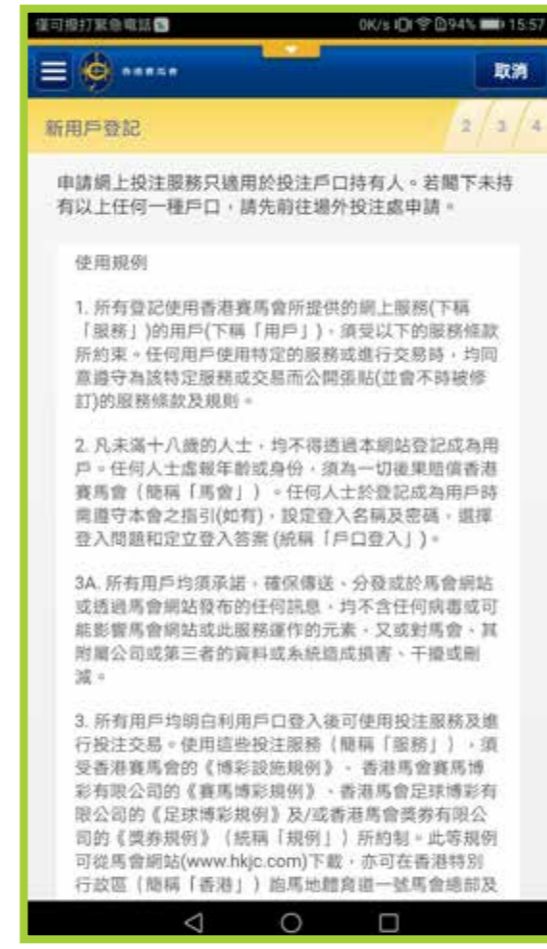 僅可撥打緊急電話 0K/s 94% 15:57
香港賽馬會
取消
新用戶登記 2 3 4
申請網上投注服務只適用於投注戶口持有人。若閣下未持
有以上任何一種戶口，請先前往場外投注處申請。
使用規例
1. 所有登記使用香港賽馬會所提供的網上服務(下稱
「服務」)的用戶(下稱「用戶」)，須受以下的服務條款
所約束。任何用戶使用特定的服務或進行交易時，均同
意遵守為該特定服務或交易而公開張貼(並會不時被修
訂)的服務條款及規則。
2. 凡未滿十八歲的人士，均不得透過本網站登記成為用
戶。任何人士虛報年齡或身份，須為一切後果賠償香港
賽馬會（簡稱「馬會」）。任何人士於登記成為用戶時
需遵守本會之指引(如有)，設定登入名稱及密碼，選擇
登入問題和定立登入答案 (統稱「戶口登入」)。
3A. 所有用戶均須承諾，確保傳送、分發或於馬會網站
或透過馬會網站發布的任何訊息，均不含任何病毒或可
能影響馬會網站或此服務運作的元素，又或對馬會、其
附屬公司或第三者的資料或系統造成損害、干擾或刪
減。
3. 所有用戶均明白利用戶口登入後可使用投注服務及進
行投注交易。使用這些投注服務（簡稱「服務」），須
受香港賽馬會的《博彩設施規例》、香港馬會賽馬博
彩有限公司的《賽馬博彩規例》、香港馬會足球博彩有
限公司的《足球博彩規例》及/或香港馬會獎券有限公
司的《獎券規例》（統稱「規例」）所約制。此等規例
可從馬會網站(www.hkjc.com)下載，亦可在香港特別
行政區（簡稱「香港」）跑馬地體育道一號馬會總部及